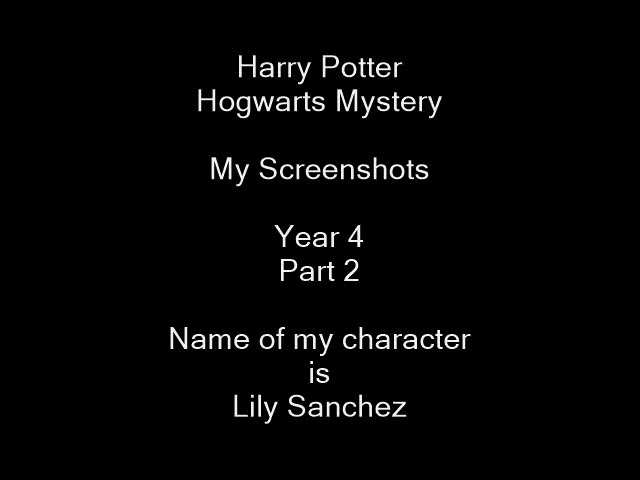 Harry Potter
Hogwarts Mystery
My Screenshots
Year 4
Part 2
Name of my character
is
Lily Sanchez